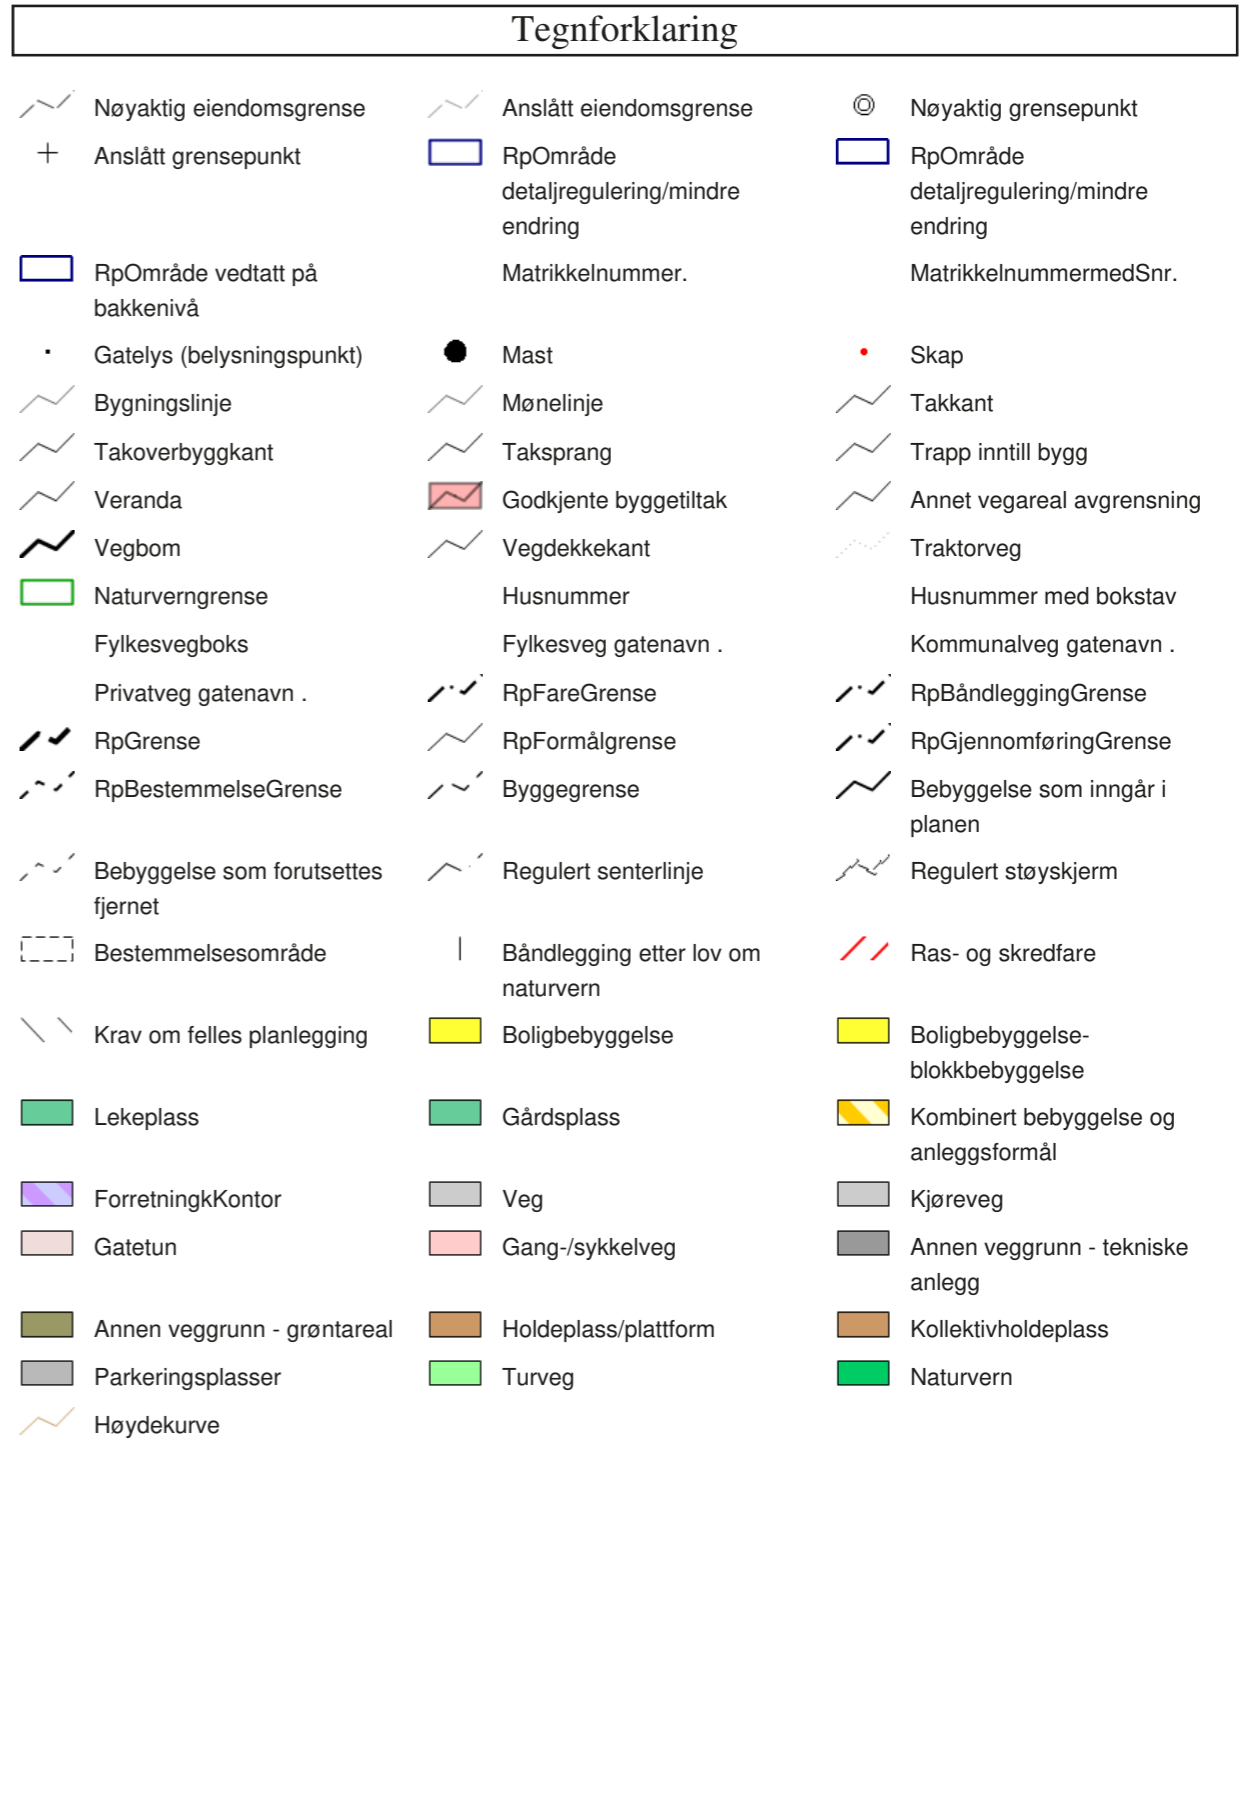 Tegnforklaring
Nøyaktig eiendomsgrense
Anslått eiendomsgrense
Nøyaktig grensepunkt
Anslått grensepunkt
RpOmråde
detaljregulering/mindre
endring
RpOmråde
detaljregulering/mindre
endring
RpOmråde vedtatt på
bakkenivå
Matrikkelnummer.
MatrikkelnummermedSnr.
Gatelys (belysningspunkt)
Mast
Skap
Bygningslinje
Mønelinje
Takkant
Takoverbyggkant
Taksprang
Trapp inntill bygg
Veranda
Godkjente byggetiltak
Annet vegareal avgrensning
Vegbom
Vegdekkekant
Traktorveg
Naturverngrense
Husnummer
Husnummer med bokstav
Fylkesvegboks
Fylkesveg gatenavn .
Kommunalveg gatenavn .
Privatveg gatenavn .
RpFareGrense
RpBåndleggingGrense
RpGrense
RpFormålgrense
RpGjennomføringGrense
RpBestemmelseGrense
Byggegrense
Bebyggelse som inngår i
planen
Bebyggelse som forutsettes
fjernet
Regulert senterlinje
Regulert støyskjerm
Bestemmelsesområde
Båndlegging etter lov om
naturvern
Ras- og skredfare
Krav om felles planlegging
Boligbebyggelse
Boligbebyggelse-
blokkbebyggelse
Lekeplass
Gårdsplass
Kombinert bebyggelse og
anleggsformål
ForretningkKontor
Veg
Kjøreveg
Gatetun
Gang-/sykkelveg
Annen veggrunn - tekniske
anlegg
Annen veggrunn - grøntareal
Holdeplass/plattform
Kollektivholdeplass
Parkeringsplasser
Turveg
Naturvern
Høydekurve